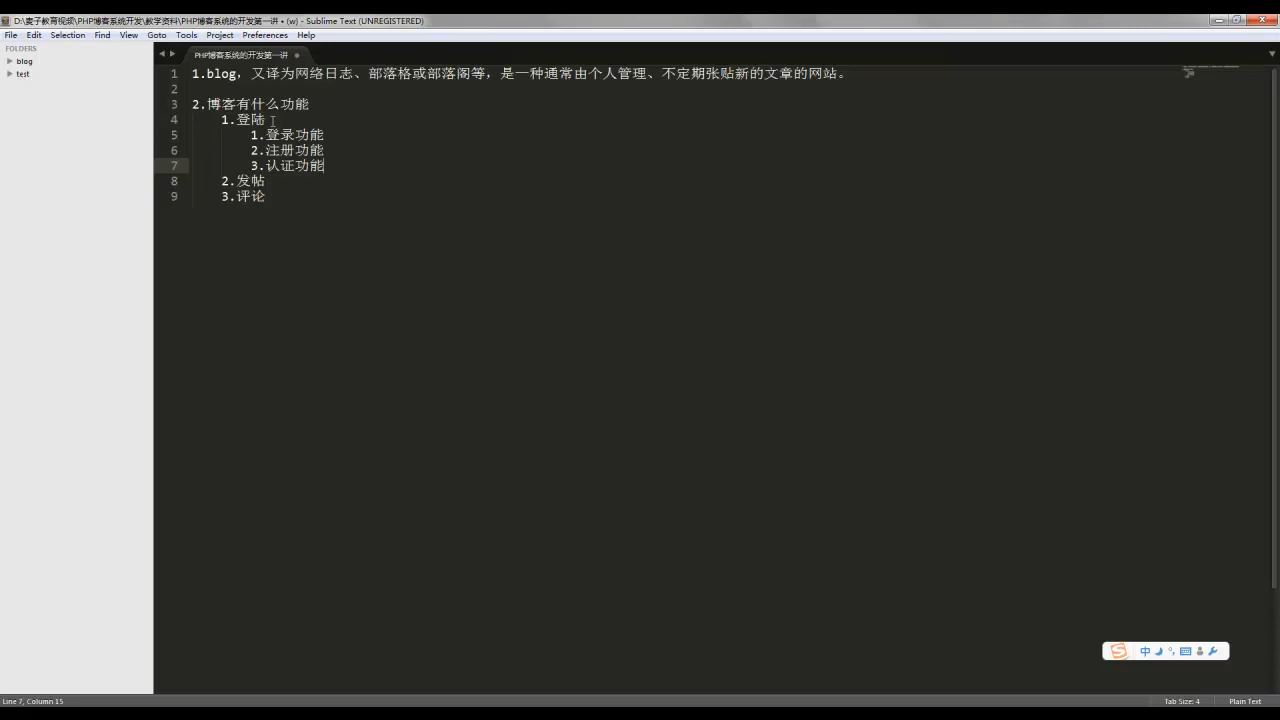 D:\麦子教育视频\PHP博客系统开发\教学资料\PHP博客系统的开发第一讲 • (w) - Sublime Text (UNREGISTERED)
File Edit Selection Find View Goto Tools Project Preferences Help
FOLDERS
blog
test
PHP博客系统的开发第一讲
1 1.blog，又译为网络日志、部落格或部落阁等，是一种通常由个人管理、不定期张贴新的文章的网站。
2
3 2.博客有什么功能
4 1.登陆
5 1.登录功能
6 2.注册功能
7 3.认证功能
8 2.发帖
9 3.评论
中
Line 7, Column 15
Tab Size: 4
Plain Text